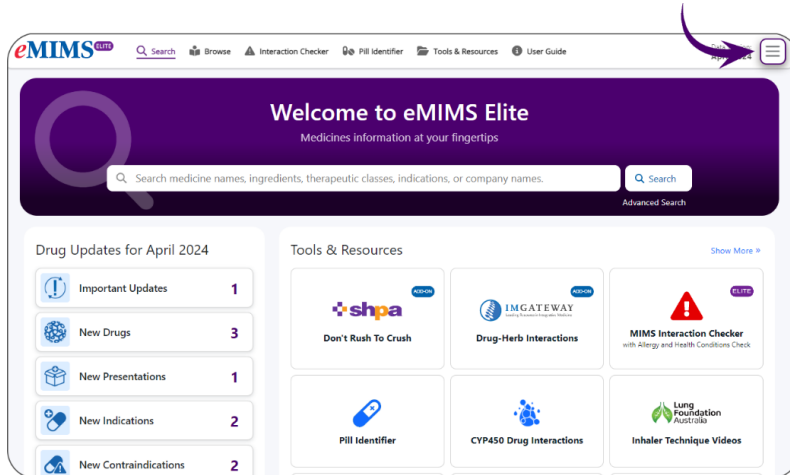 eMIMS ELITE Search Browse Interaction Checker Pill Identifier Tools & Resources User Guide
Welcome to eMIMS Elite
Medicines information at your fingertips
Search medicine names, ingredients, therapeutic classes, indications, or company names. Search
Advanced Search
Drug Updates for April 2024
Important Updates 1
New Drugs 3
New Presentations 1
New Indications 2
New Contraindications 2
Tools & Resources Show More »
ADD-ON ADD-ON ELITE
shpa IMGATEWAY
Don't Rush To Crush Drug-Herb Interactions MIMS Interaction Checker
with Allergy and Health Conditions Check
Lung
Foundation
Australia
Pill Identifier CYP450 Drug Interactions Inhaler Technique Videos